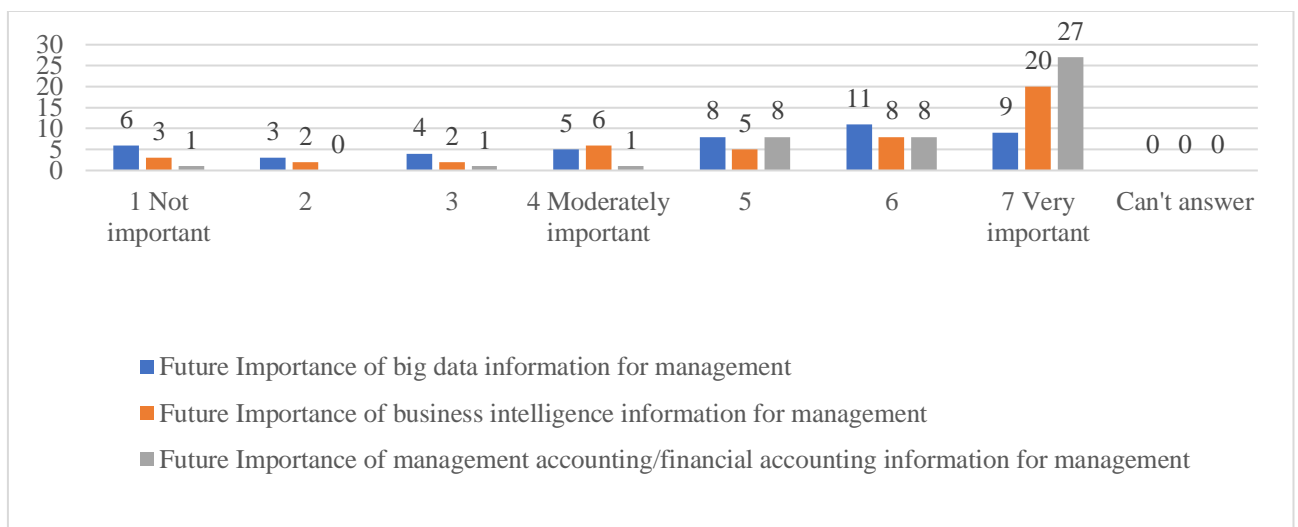 30
25
20
15
10
5
0
6 3 1
3 2 0
4 2 1
5 6 1
8 5 8
11 8 8
9 20 27
0 0 0
1 Not
important
2
3
4 Moderately
important
5
6
7 Very
important
Can't answer
Future Importance of big data information for management
Future Importance of business intelligence information for management
Future Importance of management accounting/financial accounting information for management